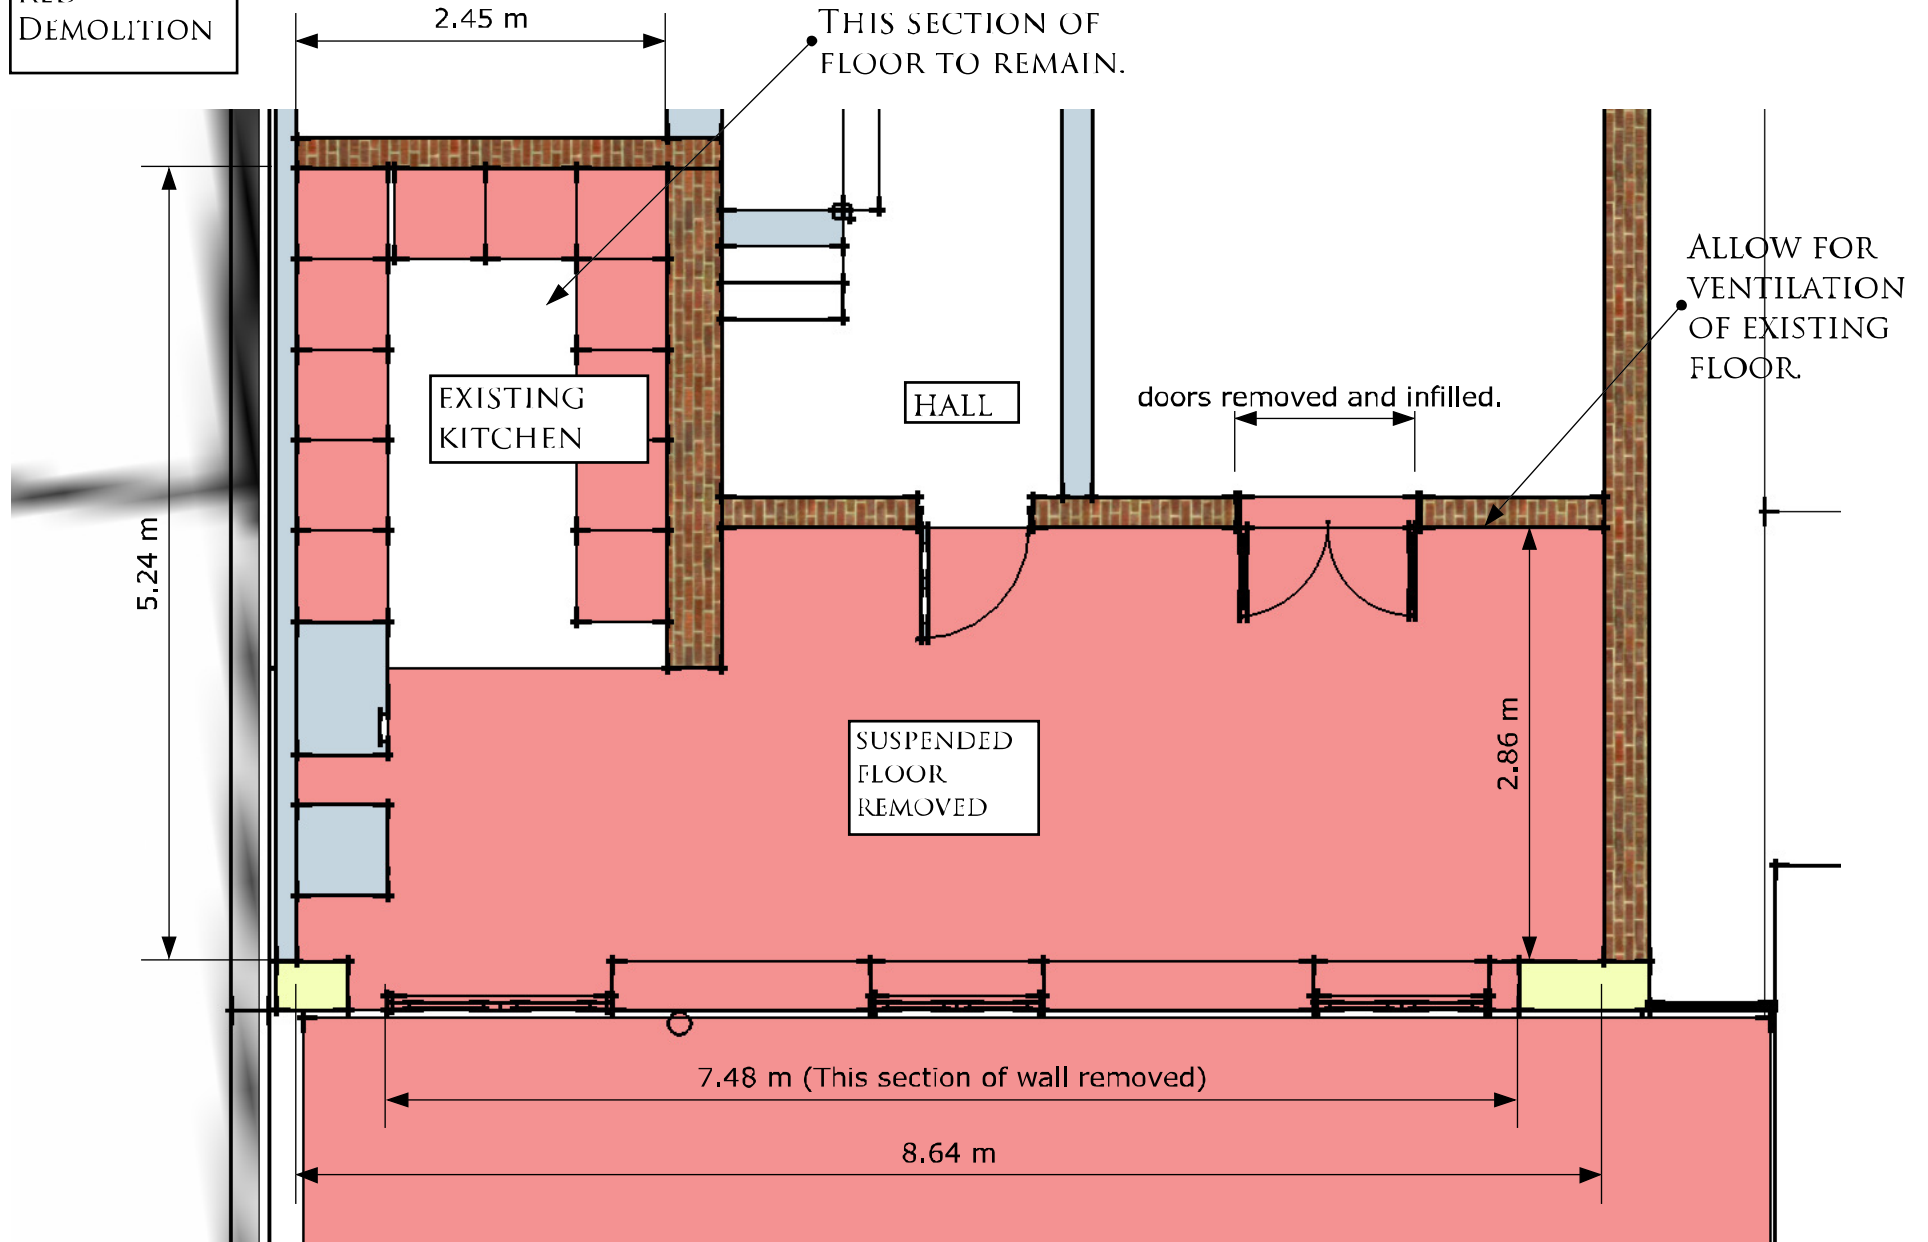 DEMOLITION
2.45 m
THIS SECTION OF
FLOOR TO REMAIN.
ALLOW FOR
VENTILATION
OF EXISTING
FLOOR.
EXISTING
KITCHEN
HALL
doors removed and infilled.
5.24 m
SUSPENDED
FLOOR
REMOVED
2.86 m
7.48 m (This section of wall removed)
8.64 m